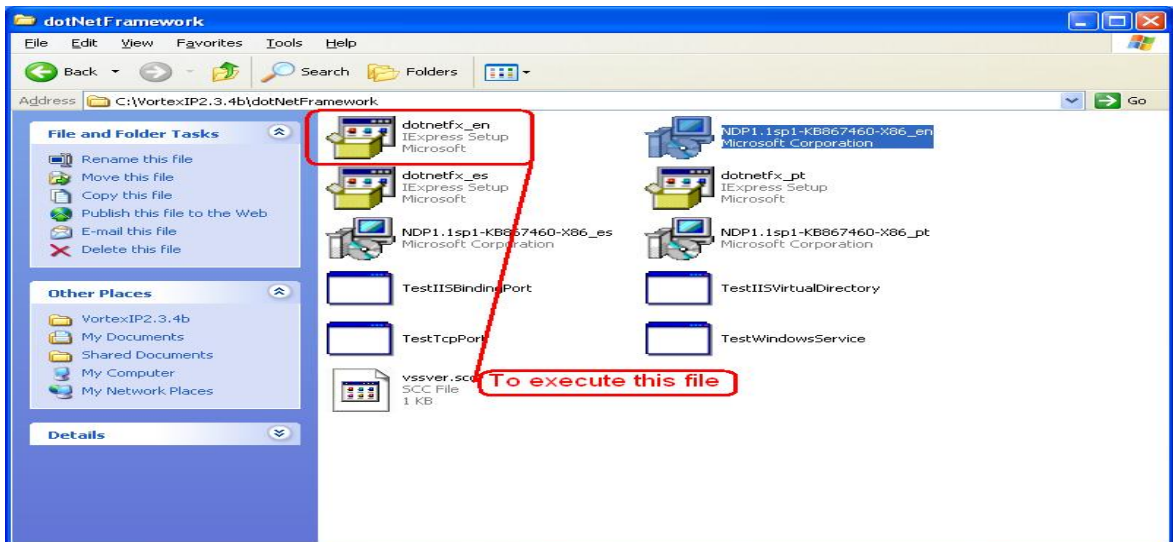 dotNetFramework
File Edit View Favorites Tools Help
Back Search Folders
Address C:\VortexIP2.3.4b\dotNetFramework Go
File and Folder Tasks
Rename this file
Move this file
Copy this file
Publish this file to the Web
E-mail this file
Delete this file
Other Places
VortexIP2.3.4b
My Documents
Shared Documents
My Computer
My Network Places
Details
dotnetfx_en
IExpress Setup
Microsoft
NDP1.1sp1-KB867460-X86_en
Microsoft Corporation
dotnetfx_es
IExpress Setup
Microsoft
dotnetfx_pt
IExpress Setup
Microsoft
NDP1.1sp1-KB867460-X86_es
Microsoft Corporation
NDP1.1sp1-KB867460-X86_pt
Microsoft Corporation
TestIISBindingPort
TestIISVirtualDirectory
TestTcpPort
TestWindowsService
vssver.scc
SCC File
1 KB
To execute this file